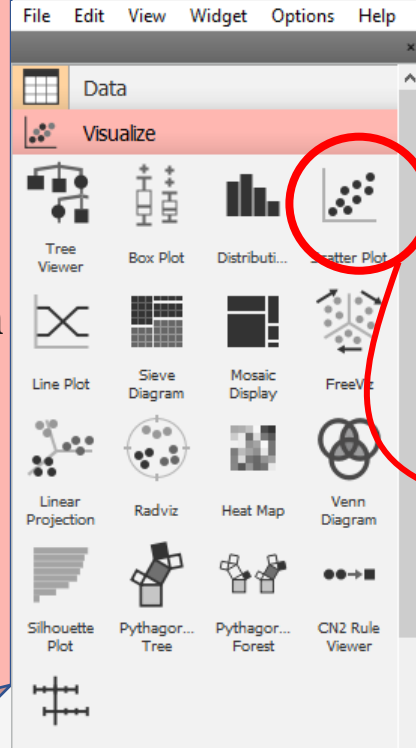 File Edit View Widget Options Help
Data
Visualize
Tree
Viewer
Box Plot
Distributi...
Scatter Plot
Line Plot
Sieve
Diagram
Mosaic
Display
FreeViz
Linear
Projection
Radviz
Heat Map
Venn
Diagram
Silhouette
Plot
Pythagor...
Tree
Pythagor...
Forest
CN2 Rule
Viewer